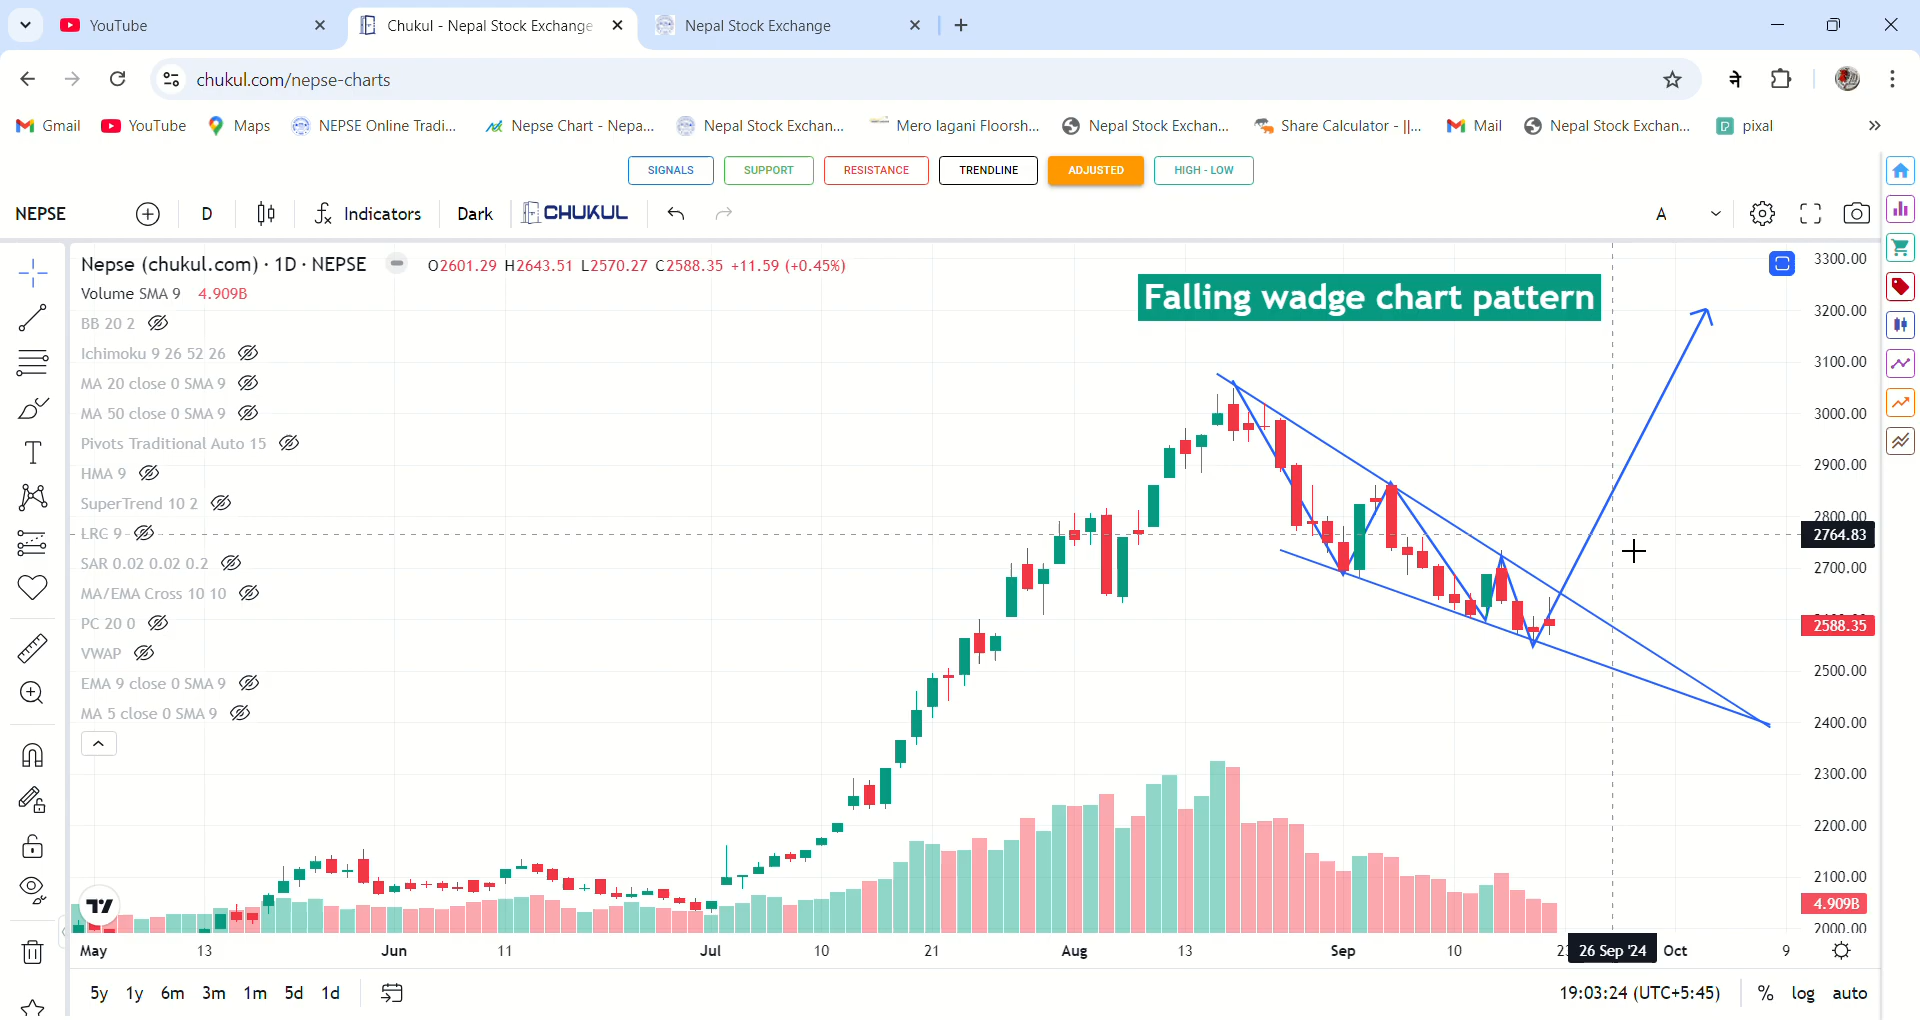 YouTube
Chukul - Nepal Stock Exchange
Nepal Stock Exchange
chukul.com/nepse-charts
ने
Gmail
YouTube
Maps
NEPSE Online Tradi...
Nepse Chart - Nepa...
Nepal Stock Exchan...
Mero lagani Floorsh...
Nepal Stock Exchan...
Share Calculator - ||...
Mail
Nepal Stock Exchan...
pixal
SIGNALS
SUPPORT
RESISTANCE
TRENDLINE
ADJUSTED
HIGH - LOW
NEPSE
D
Indicators
Dark
CHUKUL
A
Nepse (chukul.com) · 1D · NEPSE
O2601.29 H2643.51 L2570.27 C2588.35 +11.59 (+0.45%)
Volume SMA 9 4.909B
BB 20 2
Ichimoku 9 26 52 26
MA 20 close 0 SMA 9
MA 50 close 0 SMA 9
Pivots Traditional Auto 15
HMA 9
SuperTrend 10 2
LRC 9
SAR 0.02 0.02 0.2
MA/EMA Cross 10 10
PC 20 0
VWAP
EMA 9 close 0 SMA 9
MA 5 close 0 SMA 9
Falling wadge chart pattern
3300.00
3200.00
3100.00
3000.00
2900.00
2800.00
2764.83
2700.00
2588.35
2500.00
2400.00
2300.00
2200.00
2100.00
4.909B
2000.00
May
13
Jun
11
Jul
10
21
Aug
13
Sep
10
26 Sep '24
Oct
9
5y
1y
6m
3m
1m
5d
1d
19:03:24 (UTC+5:45)
%
log
auto